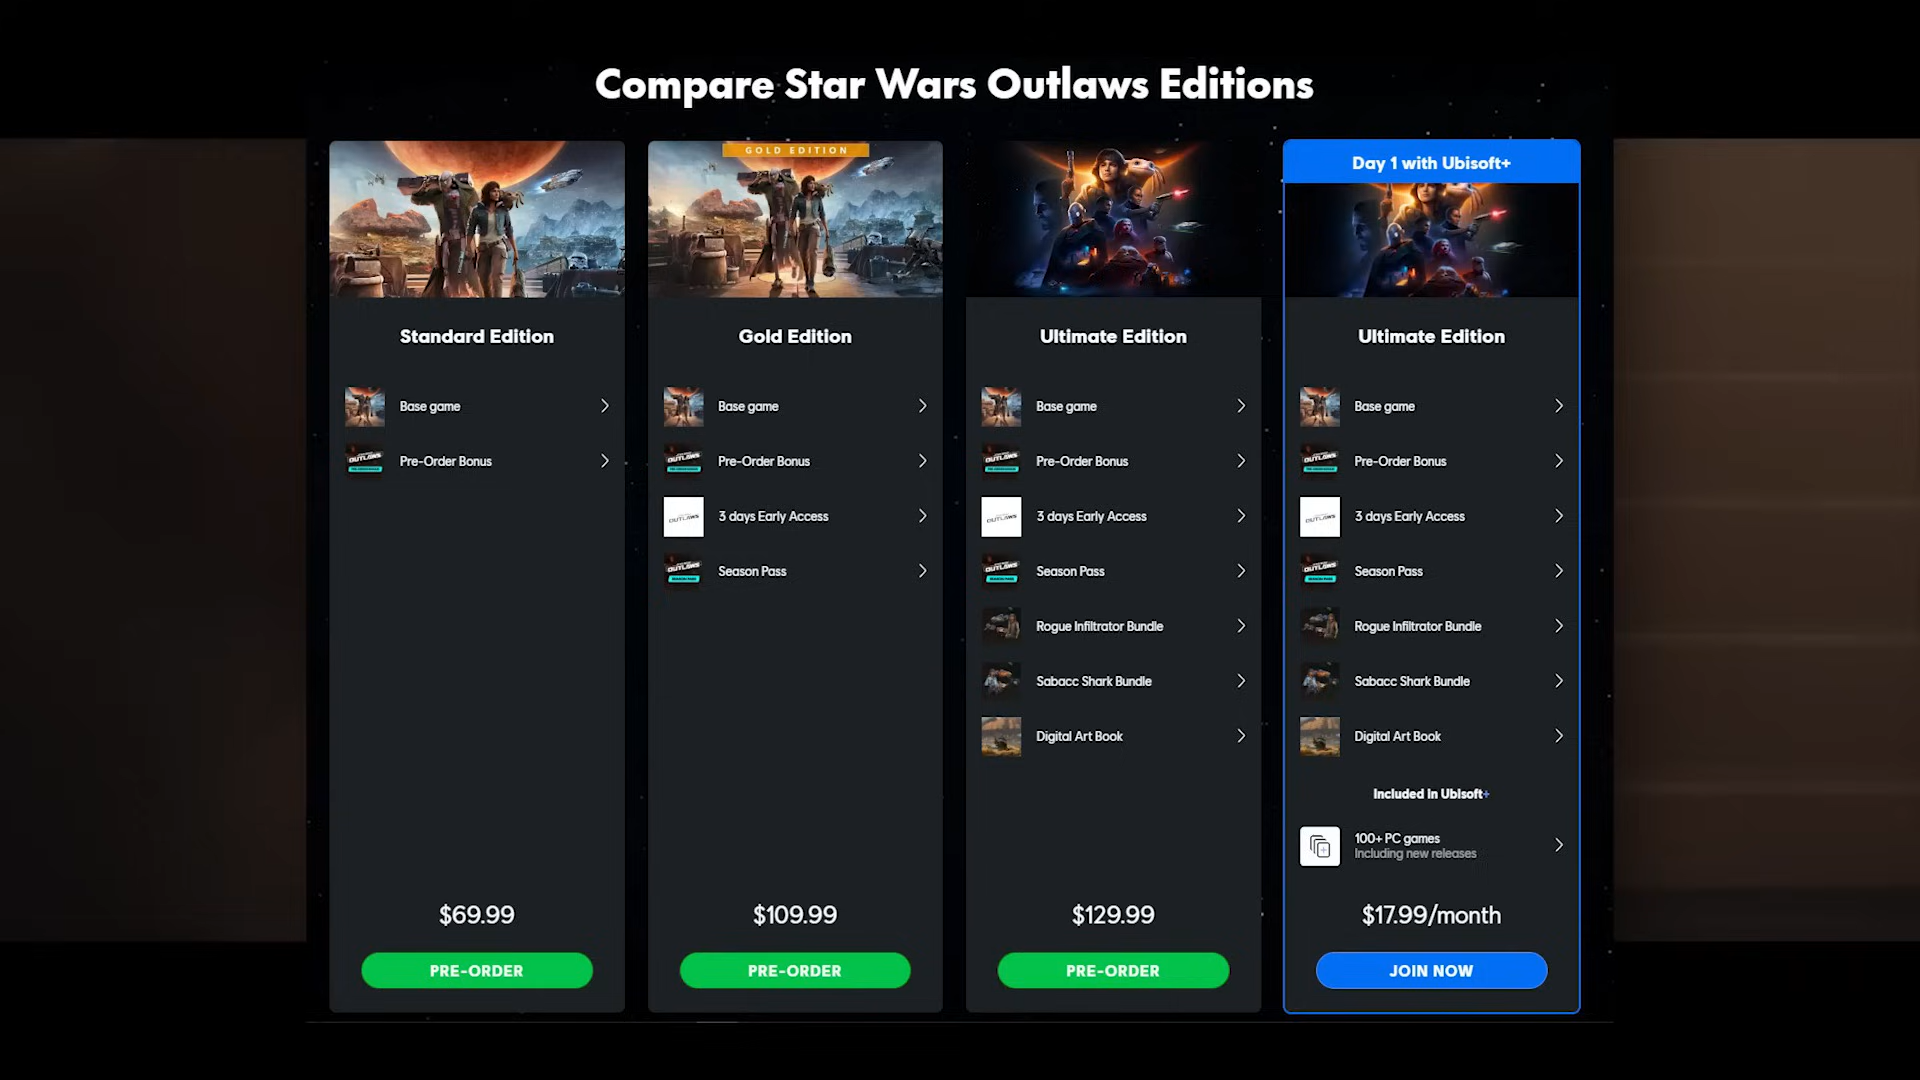 Compare Star Wars Outlaws Editions
Standard Edition
Base game
Pre-Order Bonus
$69.99
PRE-ORDER
GOLD EDITION
Gold Edition
Base game
Pre-Order Bonus
3 days Early Access
Season Pass
$109.99
PRE-ORDER
Ultimate Edition
Base game
Pre-Order Bonus
3 days Early Access
Season Pass
Rogue Infiltrator Bundle
Sabacc Shark Bundle
Digital Art Book
$129.99
PRE-ORDER
Day 1 with Ubisoft+
Ultimate Edition
Base game
Pre-Order Bonus
3 days Early Access
Season Pass
Rogue Infiltrator Bundle
Sabacc Shark Bundle
Digital Art Book
Included in Ubisoft+
100+ PC games
Including new releases
$17.99/month
JOIN NOW